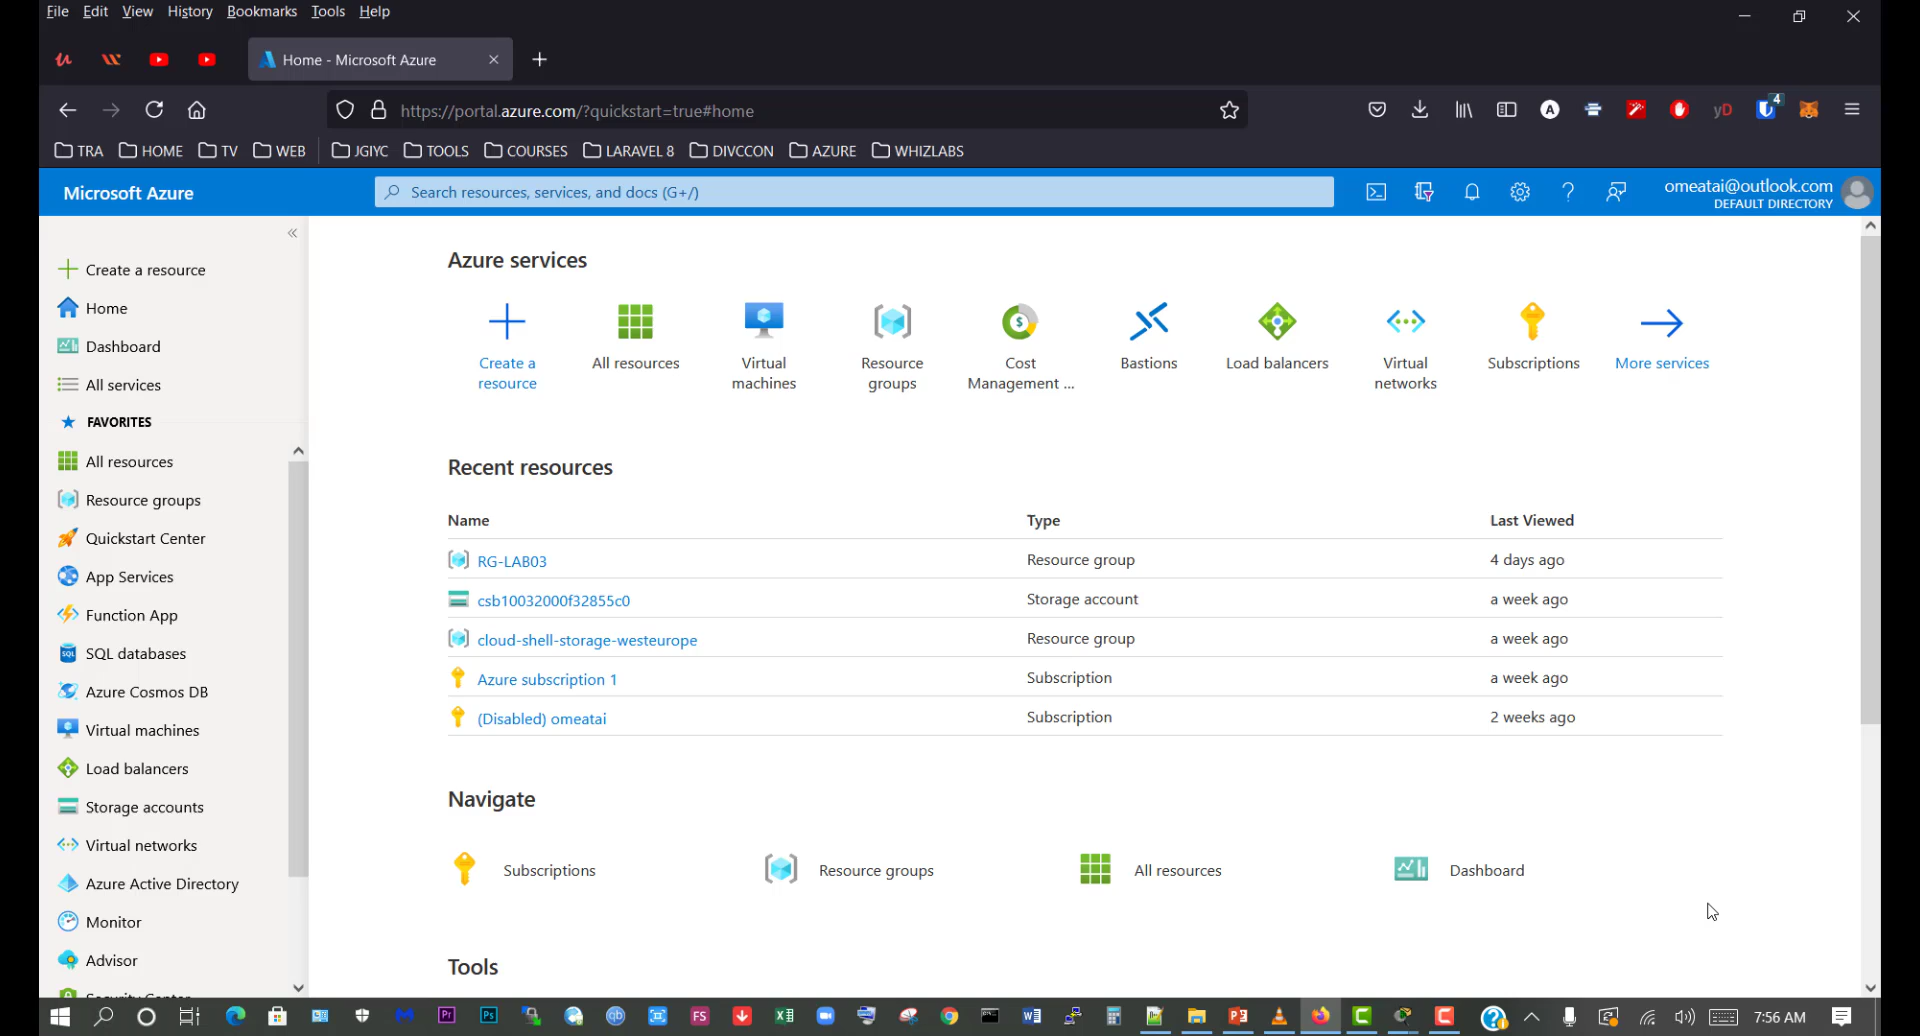 File Edit View History Bookmarks Tools Help
Home - Microsoft Azure
https://portal.azure.com/?quickstart=true#home
4
TRA HOME TV WEB JGIYC TOOLS COURSES LARAVEL 8 DIVCCON AZURE WHIZLABS
Microsoft Azure
Search resources, services, and docs (G+/)
omeatai@outlook.com
DEFAULT DIRECTORY
Create a resource
Home
Dashboard
All services
FAVORITES
All resources
Resource groups
Quickstart Center
App Services
Function App
SQL databases
Azure Cosmos DB
Virtual machines
Load balancers
Storage accounts
Virtual networks
Azure Active Directory
Monitor
Advisor
Security Center
Azure services
Create a resource
All resources
Virtual machines
Resource groups
Cost Management ...
Bastions
Load balancers
Virtual networks
Subscriptions
More services
Recent resources
Name Type Last Viewed
RG-LAB03 Resource group 4 days ago
csb10032000f32855c0 Storage account a week ago
cloud-shell-storage-westeurope Resource group a week ago
Azure subscription 1 Subscription a week ago
(Disabled) omeatai Subscription 2 weeks ago
Navigate
Subscriptions Resource groups All resources Dashboard
Tools
7:56 AM